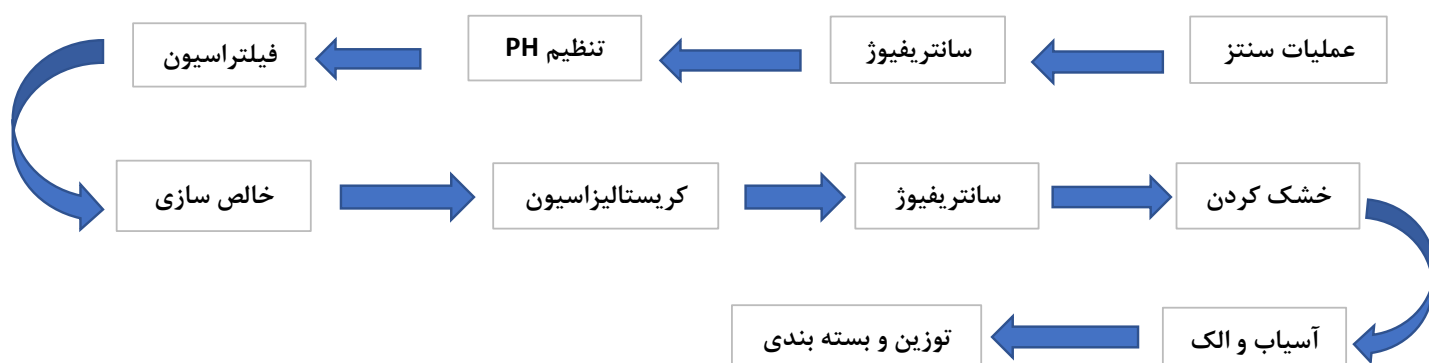 عملیات سنتز
سانتریفیوژ
تنظیم PH
فیلتراسیون
خالص سازی
کریستالیزاسیون
سانتریفیوژ
خشک کردن
آسیاب و الک
توزین و بسته بندی